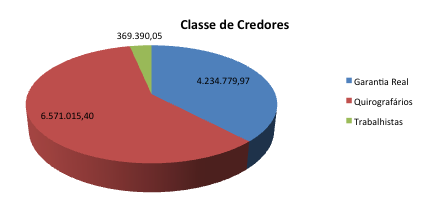 Classe de Credores
369.390,05
4.234.779,97
6.571.015,40
Garantia Real
Quirografários
Trabalhistas